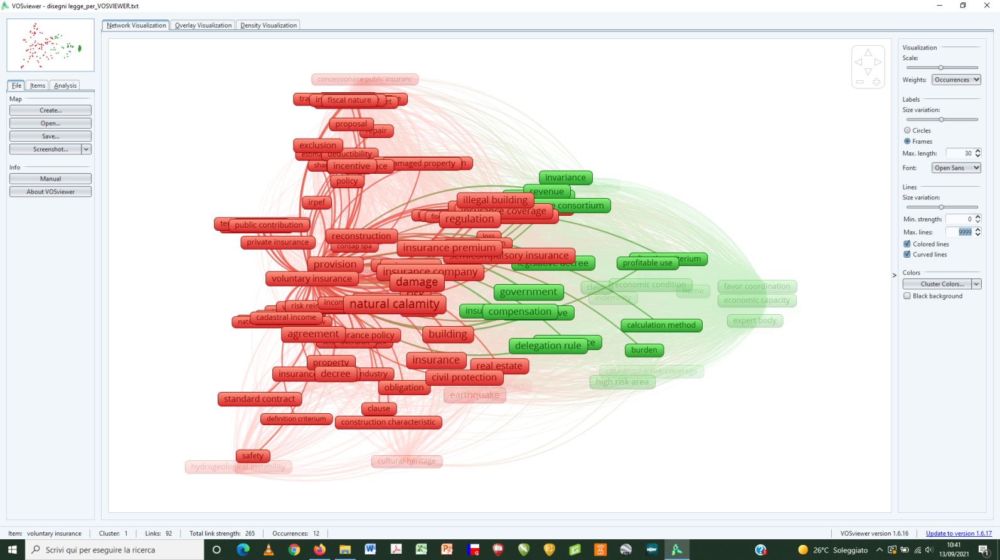 VOSviewer - disegni legge_per_VOSVIEWER.txt
Network Visualization
Overlay Visualization
Density Visualization
File
Items
Analysis
Map
Create...
Open...
Save...
Screenshot...
Info
Manual
About VOSviewer
concessionaire public insuranc
fiscal nature
proposal
repair
exclusion
deductibility
incentive
damaged property
policy
irpef
public contribution
private insurance
reconstruction
consap spa
provision
voluntary insurance
invariance
revenue
consortium
illegal building
insurance coverage
regulation
loss
insurance premium
semicompulsory insurance
legislative decree
insurance company
damage
risk
natural calamity
government
compensation
profitable use
claim
economic condition
home
indemnity
favor coordination
economic capacity
expert body
cadastral income
agreement
building
calculation method
delegation rule
burden
property
decree
insurance
real estate
civil protection
obligation
earthquake
catastrophe risk coverage
high risk area
standard contract
clause
definition criterium
construction characteristic
safety
hydrogeological instability
cultural heritage
Visualization
Scale:
Weights: Occurrences
Labels
Size variation:
Circles
Frames
Max. length: 30
Font: Open Sans
Lines
Size variation:
Min. strength: 0
Max. lines: 9999
Colored lines
Curved lines
Colors
Cluster Colors...
Black background
Item: voluntary insurance
Cluster: 1
Links: 92
Total link strength: 265
Occurrences: 12
VOSviewer version 1.6.16
Update to version 1.6.17
Scrivi qui per eseguire la ricerca
26°C Soleggiato
10:41
13/09/2021